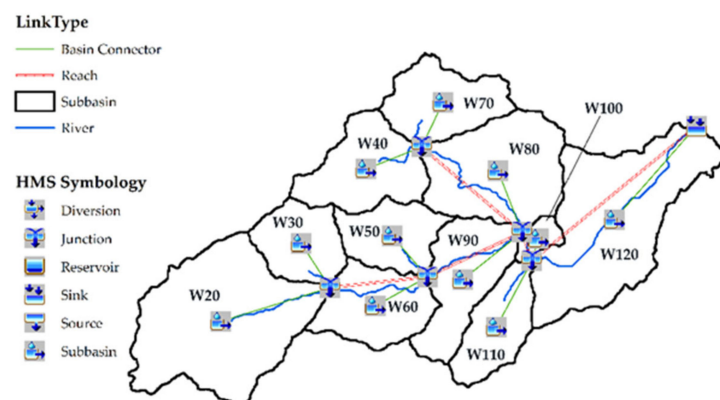 LinkType
Basin Connector
Reach
Subbasin
River
HMS Symbology
Diversion
Junction
Reservoir
Sink
Source
Subbasin
W70
W100
W40
W80
W30
W50
W90
W120
W20
W60
W110